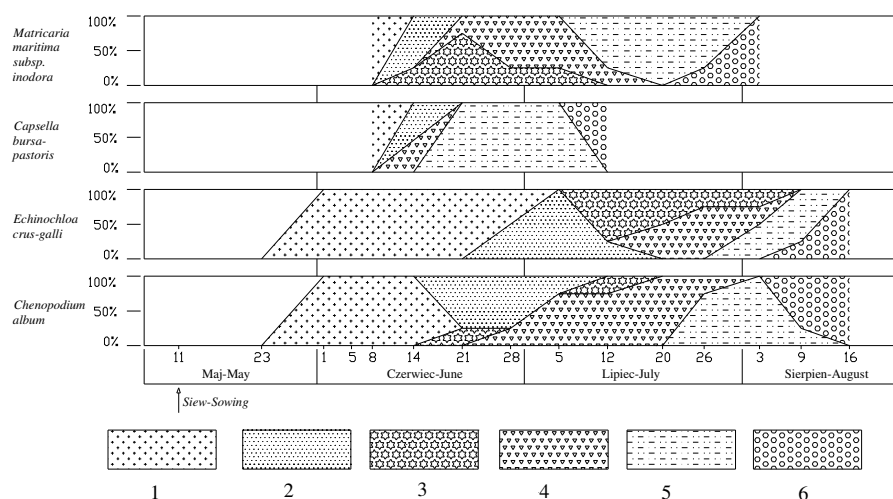 Matricaria
maritima
subsp.
inodora
100%
50%
0%
Capsella
bursa-
pastoris
100%
50%
0%
Echinochloa
crus-galli
100%
50%
0%
Chenopodium
album
100%
50%
0%
11 23 1 5 8 14 21 28 5 12 20 26 3 9 16
Maj-May Czerwiec-June Lipiec-July Sierpien-August
Siew-Sowing
1 2 3 4 5 6